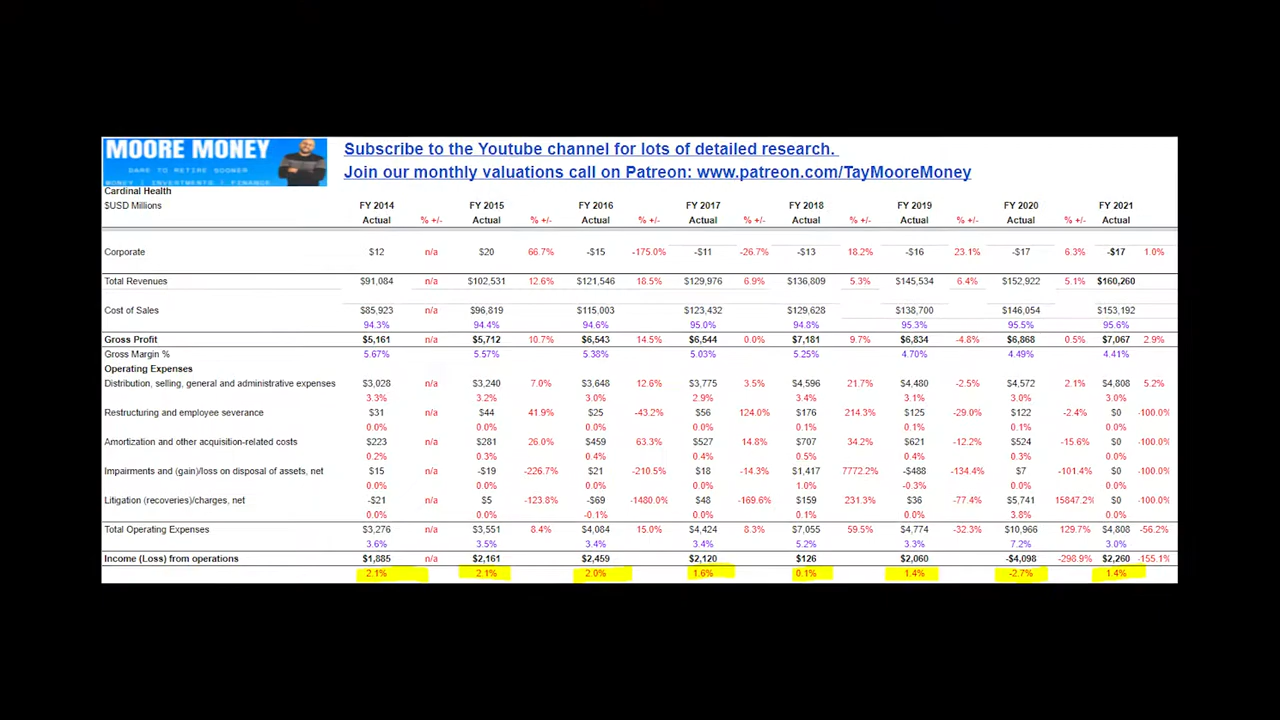 MOORE MONEY
DARE TO RETIRE SOONER
MONEY | INVESTMENTS | FINANCE
Subscribe to the Youtube channel for lots of detailed research.
Join our monthly valuations call on Patreon: www.patreon.com/TayMooreMoney
Cardinal Health
$USD Millions FY 2014 FY 2015 FY 2016 FY 2017 FY 2018 FY 2019 FY 2020 FY 2021
Actual % +/- Actual % +/- Actual % +/- Actual % +/- Actual % +/- Actual % +/- Actual % +/- Actual
Corporate $12 n/a $20 66.7% -$15 -175.0% -$11 -26.7% -$13 18.2% -$16 23.1% -$17 6.3% -$17 1.0%
Total Revenues $91,084 n/a $102,531 12.6% $121,546 18.5% $129,976 6.9% $136,809 5.3% $145,534 6.4% $152,922 5.1% $160,260
Cost of Sales $85,923 n/a $96,819 $115,003 $123,432 $129,628 $138,700 $146,054 $153,192
94.3% 94.4% 94.6% 95.0% 94.8% 95.3% 95.5% 95.6%
Gross Profit $5,161 n/a $5,712 10.7% $6,543 14.5% $6,544 0.0% $7,181 9.7% $6,834 -4.8% $6,868 0.5% $7,067 2.9%
Gross Margin % 5.67% 5.57% 5.38% 5.03% 5.25% 4.70% 4.49% 4.41%
Operating Expenses
Distribution, selling, general and administrative expenses $3,028 n/a $3,240 7.0% $3,648 12.6% $3,775 3.5% $4,596 21.7% $4,480 -2.5% $4,572 2.1% $4,808 5.2%
3.3% 3.2% 3.0% 2.9% 3.4% 3.1% 3.0% 3.0%
Restructuring and employee severance $31 n/a $44 41.9% $25 -43.2% $56 124.0% $176 214.3% $125 -29.0% $122 -2.4% $0 -100.0%
0.0% 0.0% 0.0% 0.0% 0.1% 0.1% 0.1% 0.0%
Amortization and other acquisition-related costs $223 n/a $281 26.0% $459 63.3% $527 14.8% $707 34.2% $621 -12.2% $524 -15.6% $0 -100.0%
0.2% 0.3% 0.4% 0.4% 0.5% 0.4% 0.3% 0.0%
Impairments and (gain)/loss on disposal of assets, net $15 n/a -$19 -226.7% $21 -210.5% $18 -14.3% $1,417 7772.2% -$488 -134.4% $7 -101.4% $0 -100.0%
0.0% 0.0% 0.0% 0.0% 1.0% -0.3% 0.0% 0.0%
Litigation (recoveries)/charges, net -$21 n/a $5 -123.8% -$69 -1480.0% $48 -169.6% $159 231.3% $36 -77.4% $5,741 15847.2% $0 -100.0%
0.0% 0.0% -0.1% 0.0% 0.1% 0.0% 3.8% 0.0%
Total Operating Expenses $3,276 n/a $3,551 8.4% $4,084 15.0% $4,424 8.3% $7,055 59.5% $4,774 -32.3% $10,966 129.7% $4,808 -56.2%
3.6% 3.5% 3.4% 3.4% 5.2% 3.3% 7.2% 3.0%
Income (Loss) from operations $1,885 n/a $2,161 $2,459 $2,120 $126 $2,060 -$4,098 -298.9% $2,260 -155.1%
2.1% 2.1% 2.0% 1.6% 0.1% 1.4% -2.7% 1.4%